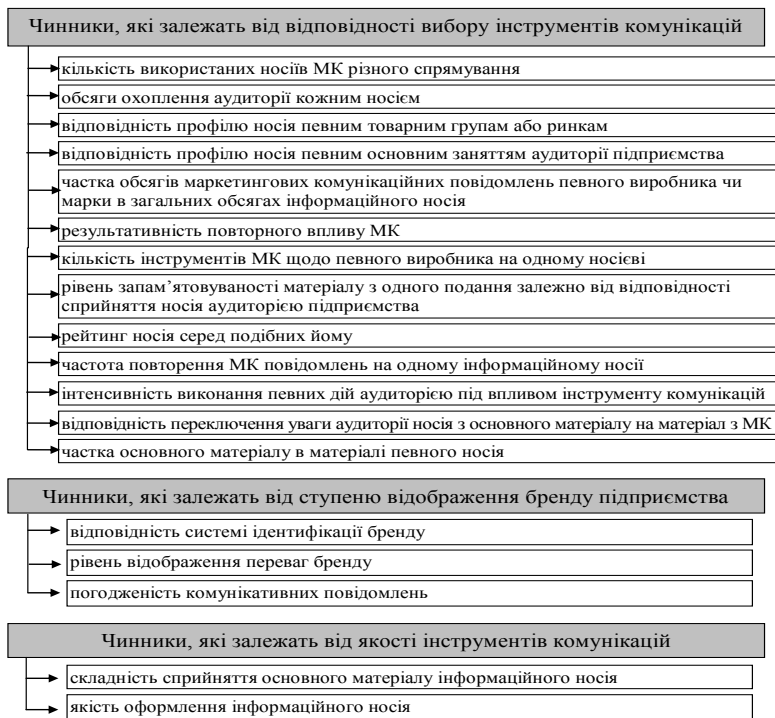 Чинники, які залежать від відповідності вибору інструментів комунікацій
кількість використаних носіїв МК різного спрямування
обсяги охоплення аудиторії кожним носієм
відповідність профілю носія певним товарним групам або ринкам
відповідність профілю носія певним основним заняттям аудиторії підприємства
частка обсягів маркетингових комунікаційних повідомлень певного виробника чи
марки в загальних обсягах інформаційного носія
результативність повторного впливу МК
кількість інструментів МК щодо певного виробника на одному носієві
рівень запам’ятовуваності матеріалу з одного подання залежно від відповідності
сприйняття носія аудиторією підприємства
рейтинг носія серед подібних йому
частота повторення МК повідомлень на одному інформаційному носії
інтенсивність виконання певних дій аудиторією під впливом інструменту комунікацій
відповідність переключення уваги аудиторії носія з основного матеріалу на матеріал з МК
частка основного матеріалу в матеріалі певного носія
Чинники, які залежать від ступеню відображення бренду підприємства
відповідність системі ідентифікації бренду
рівень відображення переваг бренду
погодженість комунікативних повідомлень
Чинники, які залежать від якості інструментів комунікацій
складність сприйняття основного матеріалу інформаційного носія
якість оформлення інформаційного носія